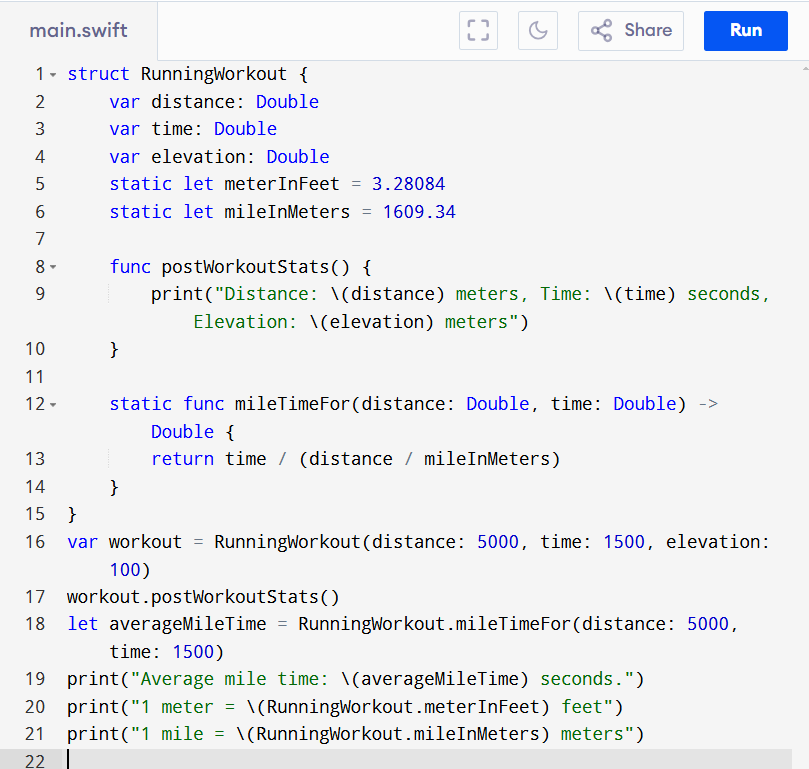 main.swift
Share
Run
1 struct RunningWorkout {
2     var distance: Double
3     var time: Double
4     var elevation: Double
5     static let meterInFeet = 3.28084
6     static let mileInMeters = 1609.34
7
8     func postWorkoutStats() {
9         print("Distance: \(distance) meters, Time: \(time) seconds,
            Elevation: \(elevation) meters")
10     }
11
12     static func mileTimeFor(distance: Double, time: Double) ->
        Double {
13         return time / (distance / mileInMeters)
14     }
15 }
16 var workout = RunningWorkout(distance: 5000, time: 1500, elevation:
    100)
17 workout.postWorkoutStats()
18 let averageMileTime = RunningWorkout.mileTimeFor(distance: 5000,
    time: 1500)
19 print("Average mile time: \(averageMileTime) seconds.")
20 print("1 meter = \(RunningWorkout.meterInFeet) feet")
21 print("1 mile = \(RunningWorkout.mileInMeters) meters")
22